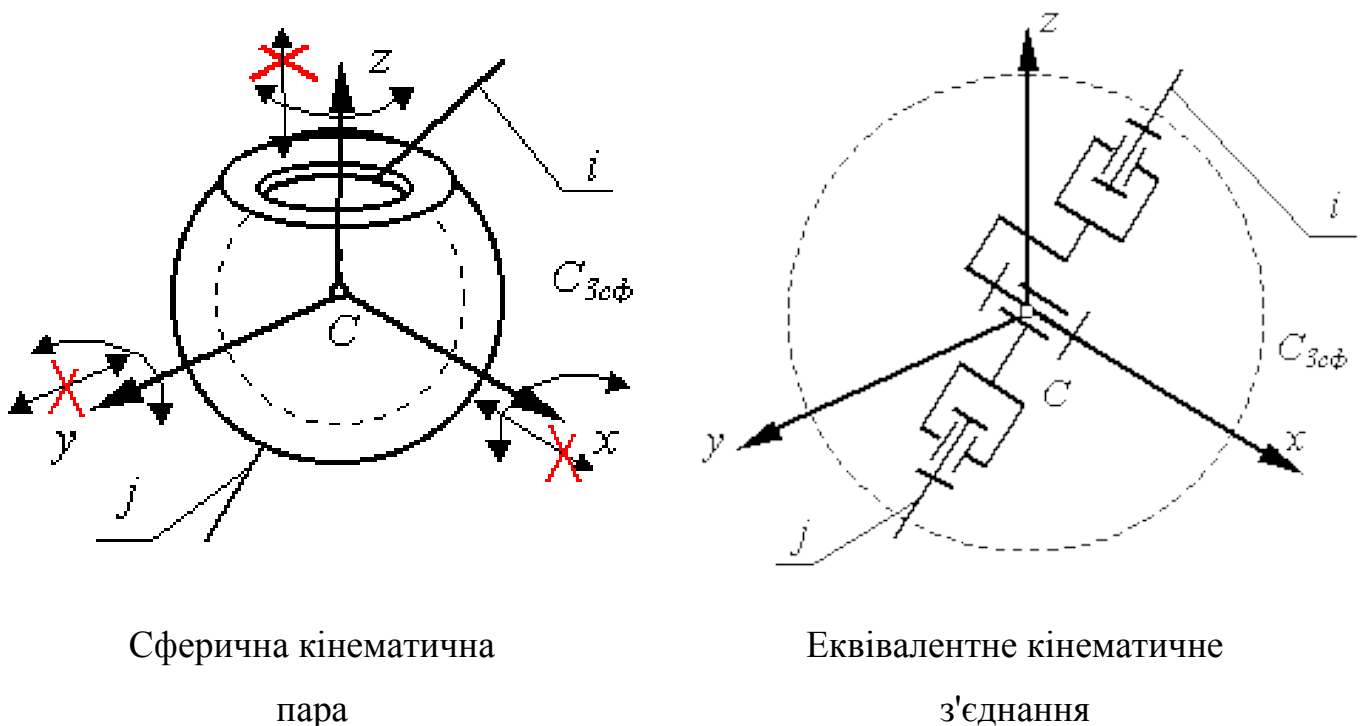 z
i
C3сф
C
y
x
j
z
i
C3сф
C
y
x
j
Сферична кінематична
пара
Еквівалентне кінематичне
з'єднання